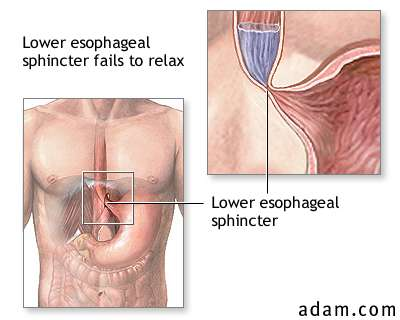 Lower esophageal
sphincter fails to relax
Lower esophageal
sphincter
adam.com